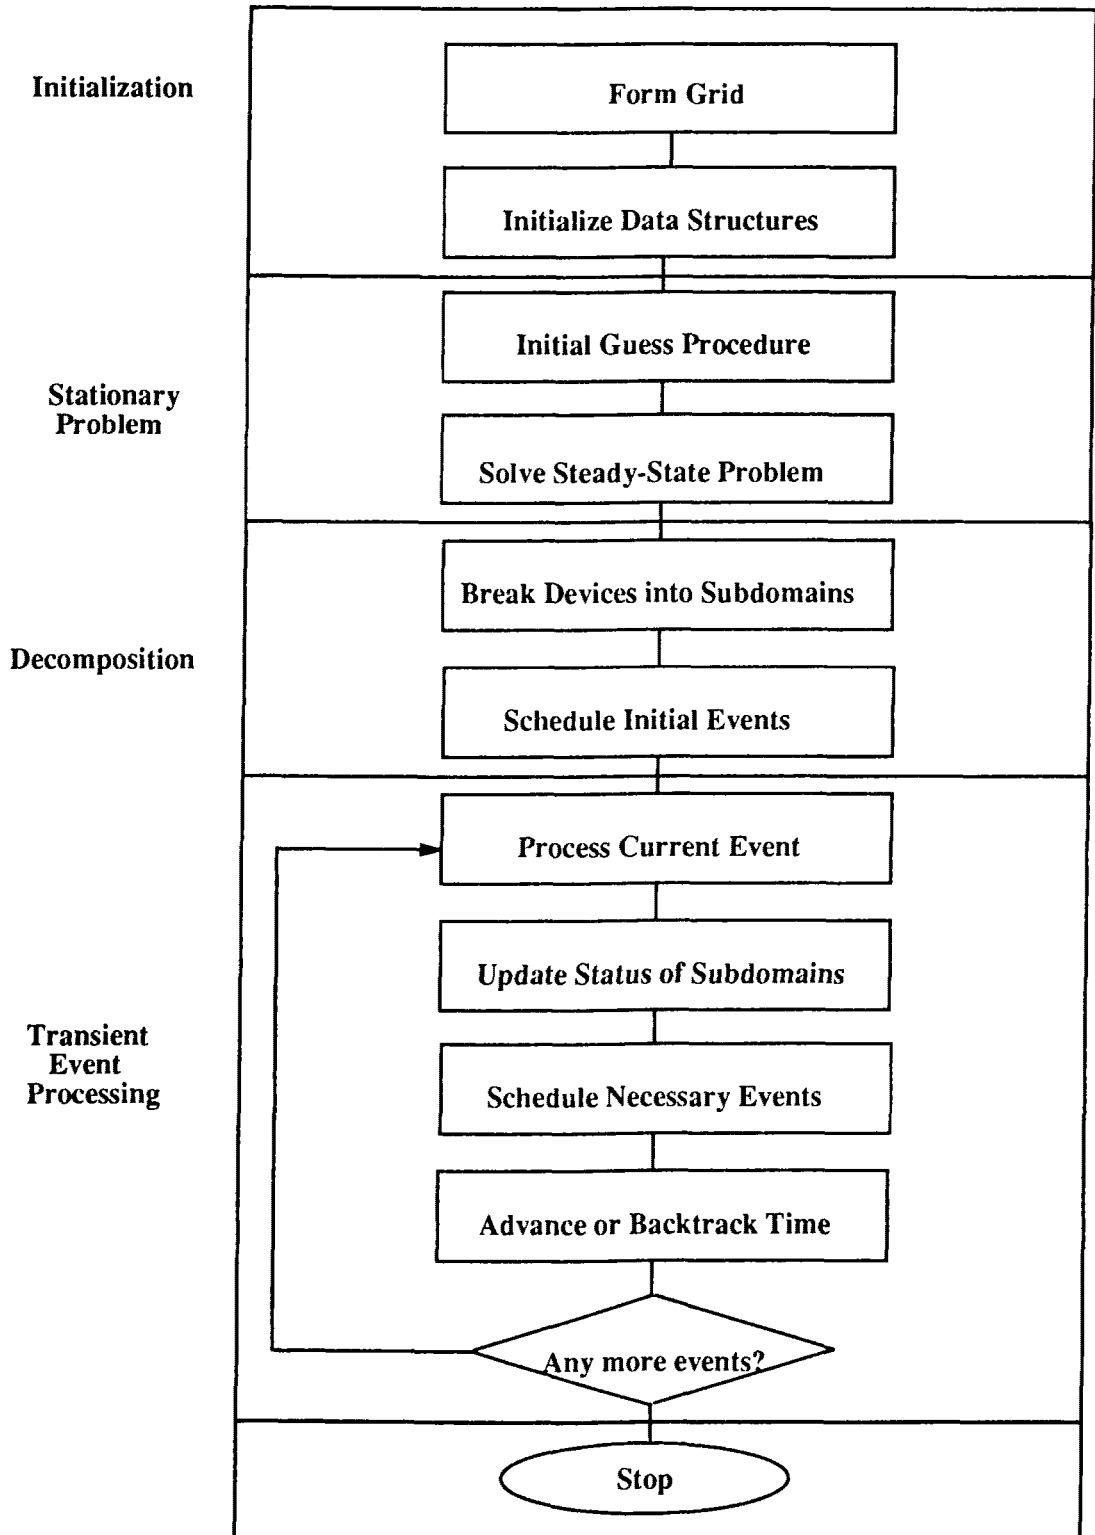 Initialization
Form Grid
Initialize Data Structures
Stationary
Problem
Initial Guess Procedure
Solve Steady-State Problem
Decomposition
Break Devices into Subdomains
Schedule Initial Events
Transient
Event
Processing
Process Current Event
Update Status of Subdomains
Schedule Necessary Events
Advance or Backtrack Time
Any more events?
Stop